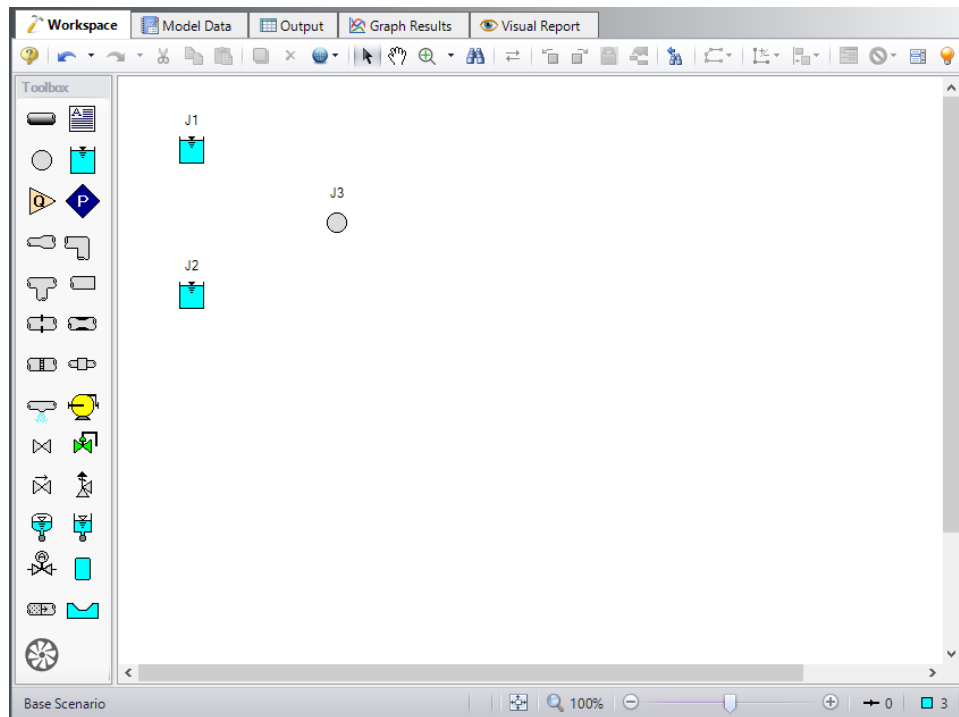 Workspace Model Data Output Graph Results Visual Report
Toolbox
A
J1
Q P
J3
J2
A
Base Scenario 100% 0 3